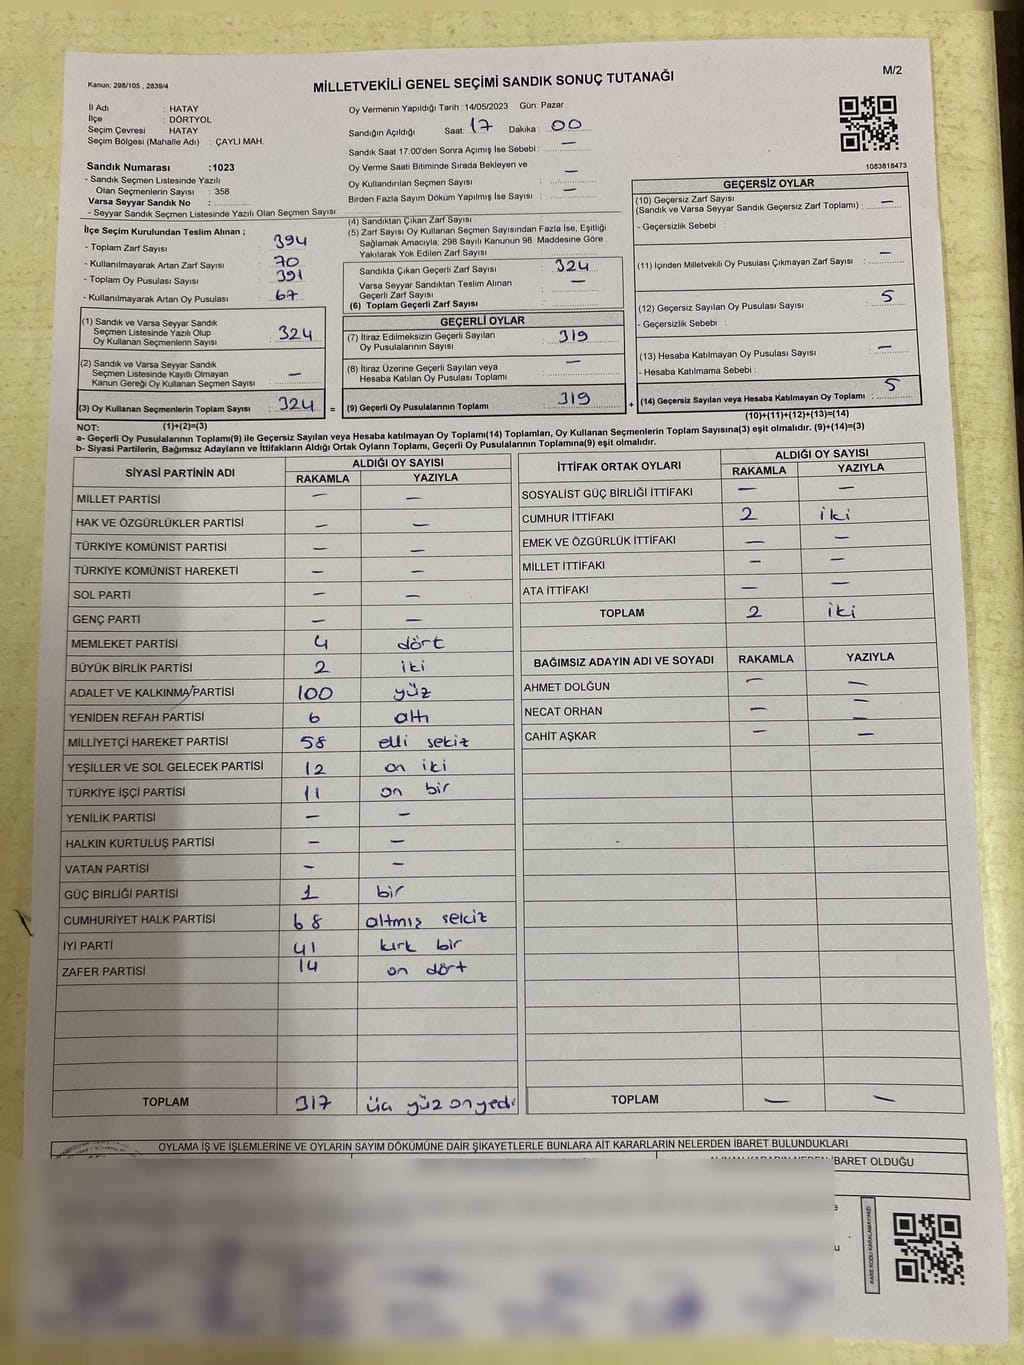 Kanun: 298/105 , 2839/4
MİLLETVEKİLİ GENEL SEÇİMİ SANDIK SONUÇ TUTANAĞI
M/2
İl Adı : HATAY
İlçe : DÖRTYOL
Seçim Çevresi : HATAY
Seçim Bölgesi (Mahalle Adı) : ÇAYLI MAH.
Sandık Numarası :1023
- Sandık Seçmen Listesinde Yazılı
Olan Seçmenlerin Sayısı : 358
Varsa Seyyar Sandık No :
- Seyyar Sandık Seçmen Listesinde Yazılı Olan Seçmen Sayısı:
Oy Vermenin Yapıldığı Tarih :14/05/2023 Gün: Pazar
Sandığın Açıldığı Saat: 17 Dakika : 00
Sandık Saat 17:00'den Sonra Açımış İse Sebebi : —
Oy Verme Saati Bitiminde Sırada Bekleyen ve
Oy Kullandırılan Seçmen Sayısı : —
Birden Fazla Sayım Döküm Yapılmış İse Sayısı : —
1083818473
İlçe Seçim Kurulundan Teslim Alınan ;
- Toplam Zarf Sayısı : 394
- Kullanılmayarak Artan Zarf Sayısı : 70
- Toplam Oy Pusulası Sayısı : 391
- Kullanılmayarak Artan Oy Pusulası : 67
(4) Sandıktan Çıkan Zarf Sayısı :
(5) Zarf Sayısı Oy Kullanan Seçmen Sayısından Fazla İse, Eşitliği
Sağlamak Amacıyla; 298 Sayılı Kanunun 98. Maddesine Göre
Yakılarak Yok Edilen Zarf Sayısı :
Sandıkta Çıkan Geçerli Zarf Sayısı : 324
Varsa Seyyar Sandıktan Teslim Alınan
Geçerli Zarf Sayısı : —
(6) Toplam Geçerli Zarf Sayısı :
GEÇERSİZ OYLAR
(10) Geçersiz Zarf Sayısı
(Sandık ve Varsa Seyyar Sandık Geçersiz Zarf Toplamı) : —
- Geçersizlik Sebebi :
(11) İçinden Milletvekili Oy Pusulası Çıkmayan Zarf Sayısı : —
(12) Geçersiz Sayılan Oy Pusulası Sayısı : 5
- Geçersizlik Sebebi :
(13) Hesaba Katılmayan Oy Pusulası Sayısı : —
- Hesaba Katılmama Sebebi :
(14) Geçersiz Sayılan veya Hesaba Katılmayan Oy Toplamı : 5
(10)+(11)+(12)+(13)=(14)
(1) Sandık ve Varsa Seyyar Sandık
Seçmen Listesinde Yazılı Olup
Oy Kullanan Seçmenlerin Sayısı : 324
(2) Sandık ve Varsa Seyyar Sandık
Seçmen Listesinde Kayıtlı Olmayan
Kanun Gereği Oy Kullanan Seçmen Sayısı : —
(3) Oy Kullanan Seçmenlerin Toplam Sayısı : 324 =
(1)+(2)=(3)
GEÇERLİ OYLAR
(7) İtiraz Edilmeksizin Geçerli Sayılan
Oy Pusulalarının Sayısı : 319
(8) İtiraz Üzerine Geçerli Sayılan veya
Hesaba Katılan Oy Pusulası Toplamı : —
(9) Geçerli Oy Pusulalarının Toplamı : 319 +
NOT:
a- Geçerli Oy Pusulalarının Toplamı(9) ile Geçersiz Sayılan veya Hesaba katılmayan Oy Toplamı(14) Toplamları, Oy Kullanan Seçmenlerin Toplam Sayısına(3) eşit olmalıdır. (9)+(14)=(3)
b- Siyasi Partilerin, Bağımsız Adayların ve İttifakların Aldığı Ortak Oyların Toplamı, Geçerli Oy Pusulalarının Toplamına(9) eşit olmalıdır.
SİYASİ PARTİNİN ADI ALDIĞI OY SAYISI
RAKAMLA YAZIYLA
MİLLET PARTİSİ — —
HAK VE ÖZGÜRLÜKLER PARTİSİ — —
TÜRKİYE KOMÜNİST PARTİSİ — —
TÜRKİYE KOMÜNİST HAREKETİ — —
SOL PARTİ — —
GENÇ PARTİ — —
MEMLEKET PARTİSİ 4 dört
BÜYÜK BİRLİK PARTİSİ 2 iki
ADALET VE KALKINMA PARTİSİ 100 yüz
YENİDEN REFAH PARTİSİ 6 altı
MİLLİYETÇİ HAREKET PARTİSİ 58 elli sekiz
YEŞİLLER VE SOL GELECEK PARTİSİ 12 on iki
TÜRKİYE İŞÇİ PARTİSİ 11 on bir
YENİLİK PARTİSİ — —
HALKIN KURTULUŞ PARTİSİ — —
VATAN PARTİSİ — —
GÜÇ BİRLİĞİ PARTİSİ 1 bir
CUMHURİYET HALK PARTİSİ 68 altmış sekiz
İYİ PARTİ 41 kırk bir
ZAFER PARTİSİ 14 on dört
TOPLAM 317 üç yüz onyedi
İTTİFAK ORTAK OYLARI ALDIĞI OY SAYISI
RAKAMLA YAZIYLA
SOSYALİST GÜÇ BİRLİĞİ İTTİFAKI — —
CUMHUR İTTİFAKI 2 iki
EMEK VE ÖZGÜRLÜK İTTİFAKI — —
MİLLET İTTİFAKI — —
ATA İTTİFAKI — —
TOPLAM 2 iki
BAĞIMSIZ ADAYIN ADI VE SOYADI RAKAMLA YAZIYLA
AHMET DOLĞUN — —
NECAT ORHAN — —
CAHİT AŞKAR — —
TOPLAM — —
OYLAMA İŞ VE İŞLEMLERİNE VE OYLARIN SAYIM DÖKÜMÜNE DAİR ŞİKAYETLERLE BUNLARA AİT KARARLARIN NELERDEN İBARET BULUNDUKLARI
İBARET OLDUĞU
KARE KODU KARALAMAYINIZ!